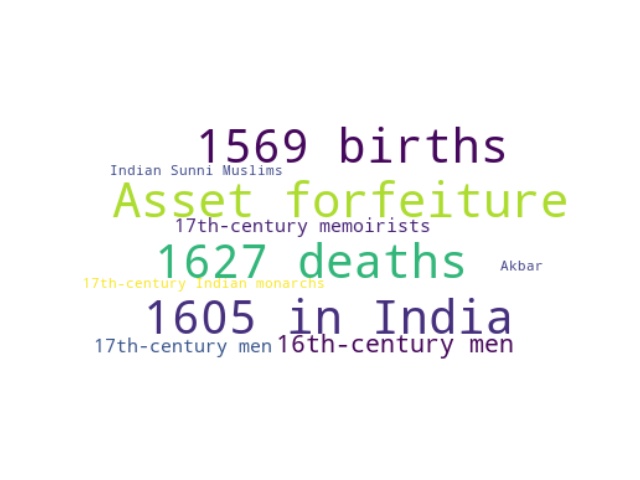 1569 births
Indian Sunni Muslims
Asset forfeiture
17th-century memoirists
1627 deaths
Akbar
17th-century Indian monarchs
1605 in India
17th-century men
16th-century men